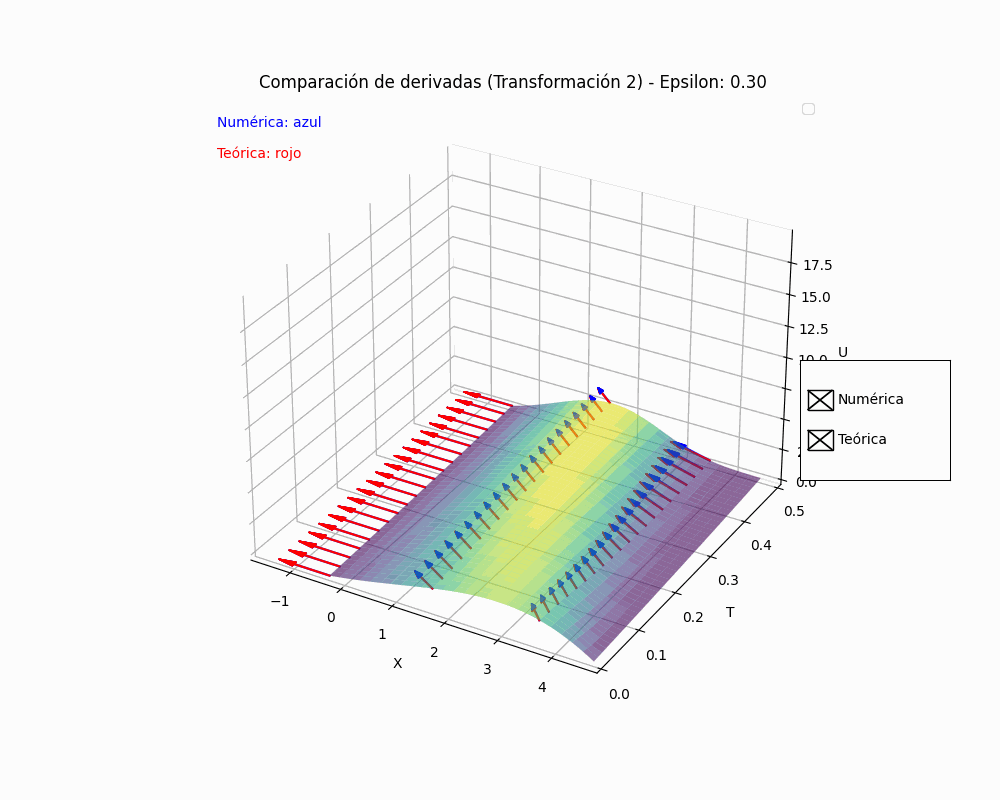 Comparación de derivadas (Transformación 2) - Epsilon: 0.30
Numérica: azul
Teórica: rojo
17.5
15.0
12.5
U
Numérica
Teórica
0.0
0.5
0.4
0.3
0.2
0.1
0.0
T
−1
0
1
2
3
4
X